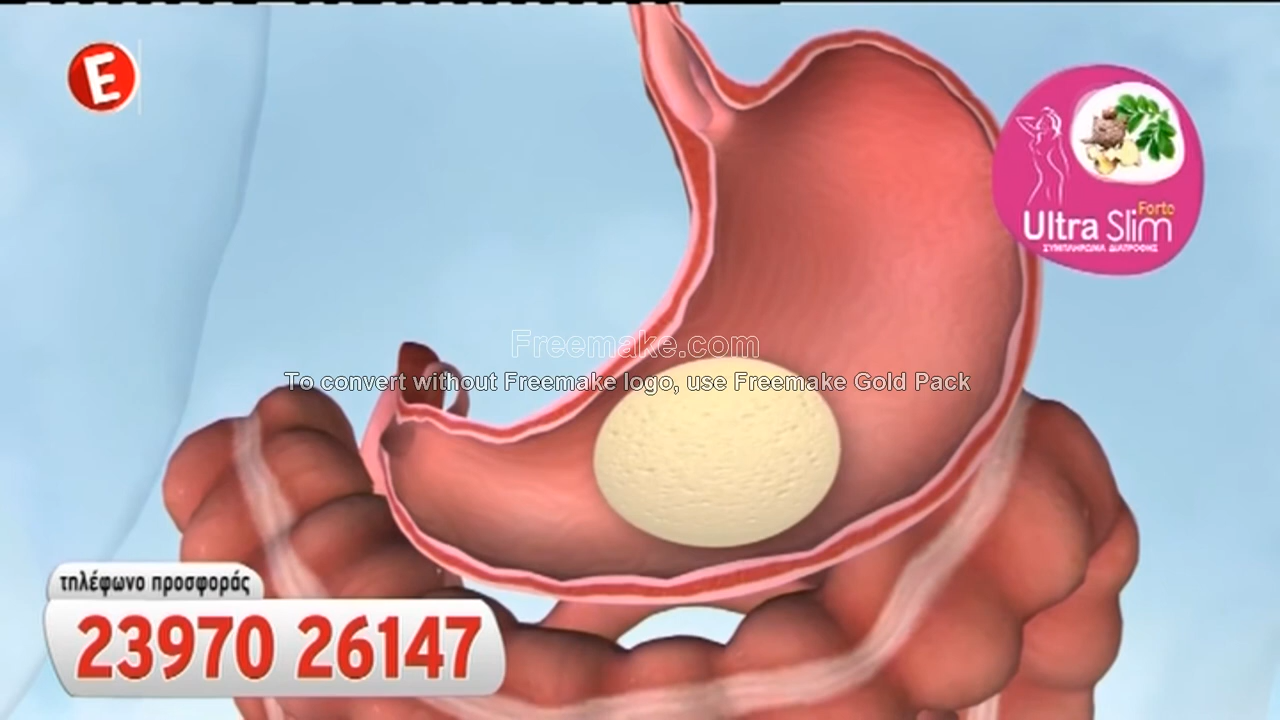 E
Forte
Ultra Slim
ΣΥΜΠΛΗΡΩΜΑ ΔΙΑΤΡΟΦΗΣ
Freemake.com
To convert without Freemake logo, use Freemake Gold Pack
τηλέφωνο προσφοράς
23970 26147